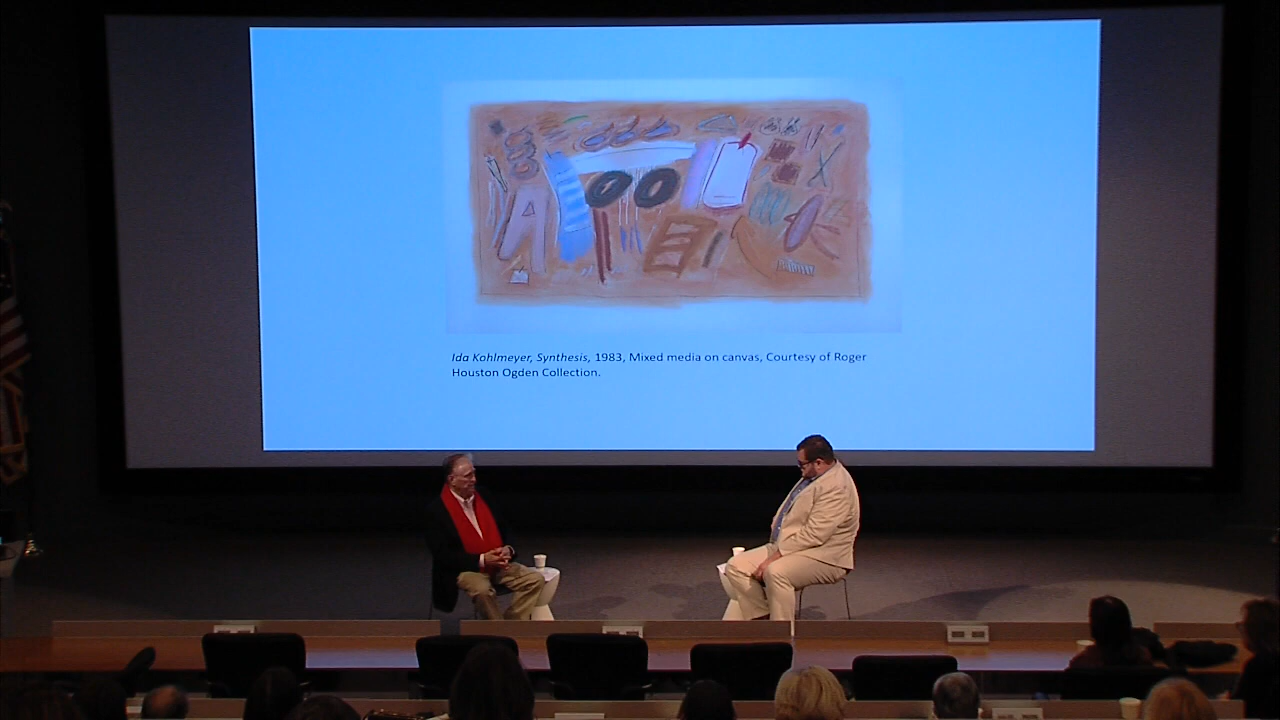 Ida Kohlmeyer, Synthesis, 1983, Mixed media on canvas, Courtesy of Roger
Houston Ogden Collection.